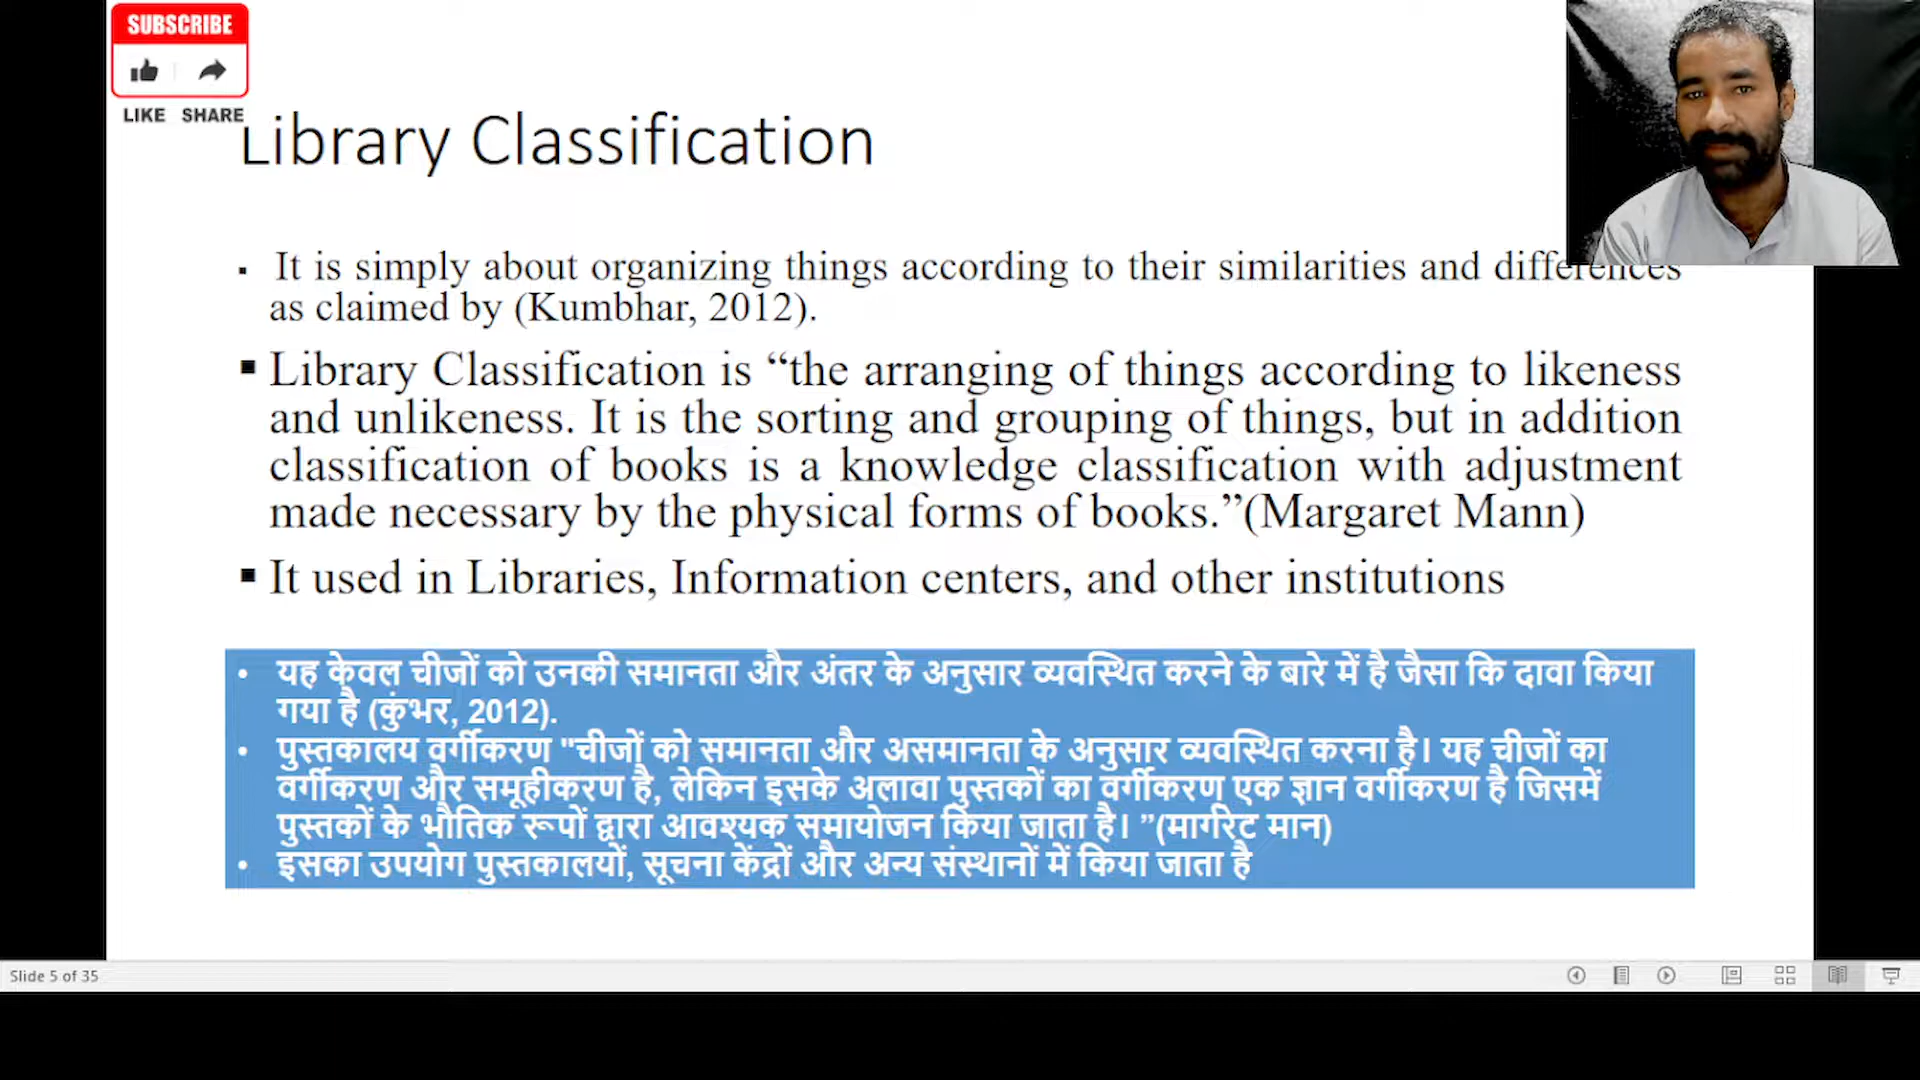 SUBSCRIBE
LIKE SHARE
Library Classification
▪ It is simply about organizing things according to their similarities and differences
as claimed by (Kumbhar, 2012).
▪ Library Classification is “the arranging of things according to likeness
and unlikeness. It is the sorting and grouping of things, but in addition
classification of books is a knowledge classification with adjustment
made necessary by the physical forms of books.”(Margaret Mann)
▪ It used in Libraries, Information centers, and other institutions
• यह केवल चीजों को उनकी समानता और अंतर के अनुसार व्यवस्थित करने के बारे में है जैसा कि दावा किया
गया है (कुंभर, 2012).
• पुस्तकालय वर्गीकरण "चीजों को समानता और असमानता के अनुसार व्यवस्थित करना है। यह चीजों का
वर्गीकरण और समूहीकरण है, लेकिन इसके अलावा पुस्तकों का वर्गीकरण एक ज्ञान वर्गीकरण है जिसमें
पुस्तकों के भौतिक रूपों द्वारा आवश्यक समायोजन किया जाता है। ”(मार्गरेट मान)
• इसका उपयोग पुस्तकालयों, सूचना केंद्रों और अन्य संस्थानों में किया जाता है
Slide 5 of 35